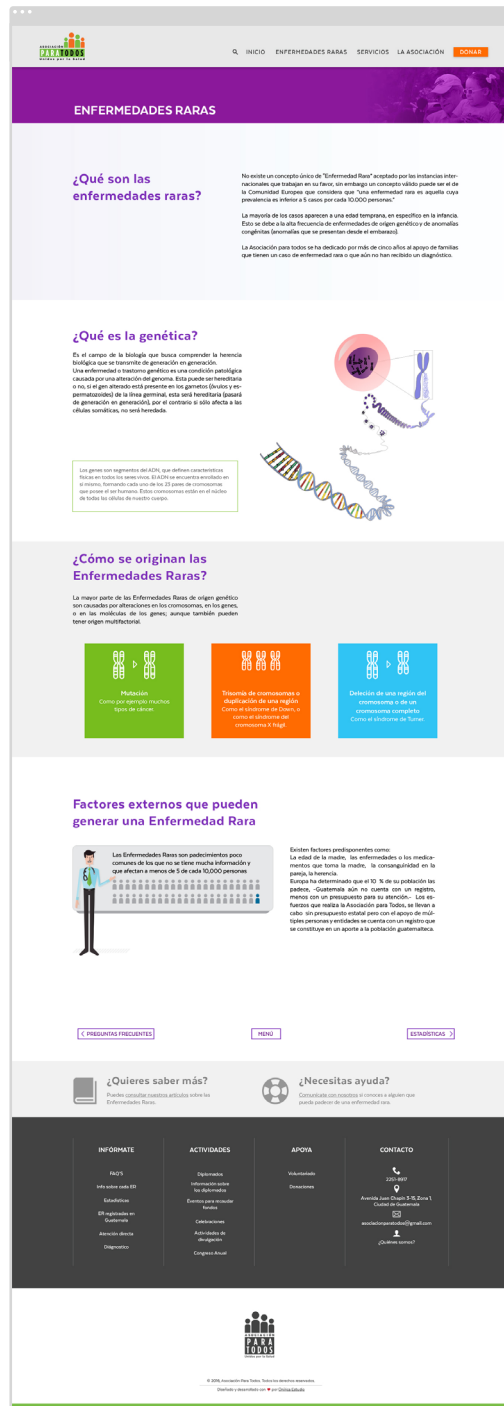 ASOCIACIÓN
PARA TODOS
Unidos por la Salud
INICIO ENFERMEDADES RARAS SERVICIOS LA ASOCIACIÓN DONAR
ENFERMEDADES RARAS
¿Qué son las
enfermedades raras?
No existe un concepto único de "Enfermedad Rara" aceptado por las instancias inter-
nacionales que trabajan en su favor, sin embargo un concepto válido puede ser el de
la Comunidad Europea que considera que "una enfermedad rara es aquella cuya
prevalencia es inferior a 5 casos por cada 10.000 personas."
La mayoría de los casos aparecen a una edad temprana, en específico en la infancia.
Esto se debe a la alta frecuencia de enfermedades de origen genético y de anomalías
congénitas (anomalías que se presentan desde el embarazo).
La Asociación para todos se ha dedicado por más de cinco años al apoyo de familias
que tienen un caso de enfermedad rara o que aún no han recibido un diagnóstico.
¿Qué es la genética?
Es el campo de la biología que busca comprender la herencia
biológica que se transmite de generación en generación.
Una enfermedad o trastorno genético es una condición patológica
causada por una alteración del genoma. Esta puede ser hereditaria
o no, si el gen alterado está presente en los gametos (óvulos y es-
permatozoides) de la línea germinal, esta será hereditaria (pasará
de generación en generación), por el contrario si sólo afecta a las
células somáticas, no será heredada.
Los genes son segmentos del ADN, que definen características
físicas en todos los seres vivos. El ADN se encuentra enrollado en
si mismo, formando cada uno de los 23 pares de cromosomas
que posee el ser humano. Estos cromosomas están en el núcleo
de todas las células de nuestro cuerpo.
¿Cómo se originan las
Enfermedades Raras?
La mayor parte de las Enfermedades Raras de origen genético
son causadas por alteraciones en los cromosomas, en los genes,
o en las moléculas de los genes; aunque también pueden
tener origen multifactorial.
Mutación
Como por ejemplo muchos
tipos de cáncer.
Trisomía de cromosomas o
duplicación de una región
Como el síndrome de Down, o
como el síndrome del
cromosoma X frágil.
Deleción de una región del
cromosoma o de un
cromosoma completo
Como el síndrome de Turner.
Factores externos que pueden
generar una Enfermedad Rara
Las Enfermedades Raras son padecimientos poco
comunes de los que no se tiene mucha información y
que afectan a menos de 5 de cada 10,000 personas
Existen factores predisponentes como:
La edad de la madre, las enfermedades o los medica-
mentos que toma la madre, la consanguinidad en la
pareja, la herencia.
Europa ha determinado que el 10 % de su población las
padece, -Guatemala aún no cuenta con un registro,
menos con un presupuesto para su atención.- Los es-
fuerzos que realiza la Asociación para Todos, se llevan a
cabo sin presupuesto estatal pero con el apoyo de múl-
tiples personas y entidades se cuenta con un registro que
se constituye en un aporte a la población guatemalteca.
PREGUNTAS FRECUENTES
MENÚ
ESTADÍSTICAS
¿Quieres saber más?
Puedes consultar nuestros artículos sobre las
Enfermedades Raras.
¿Necesitas ayuda?
Comunícate con nosotros si conoces a alguien que
pueda padecer de una enfermedad rara.
INFÓRMATE
FAQ'S
Info sobre cada ER
Estadísticas
ER registradas en
Guatemala
Atención directa
Diágnostico
ACTIVIDADES
Diplomados
Información sobre
los diplomados
Eventos para recaudar
fondos
Celebraciones
Actividades de
divulgación
Congreso Anual
APOYA
Voluntariado
Donaciones
CONTACTO
2251-8917
Avenida Juan Chapín 3-15, Zona 1,
Ciudad de Guatemala
asociacionparatodos@gmail.com
¿Quiénes somos?
ASOCIACIÓN
PARA
TODOS
Unidos por la Salud
© 2016, Asociación Para Todos. Todos los derechos reservados.
Diseñado y desarrollado con por Ónmua Estudio